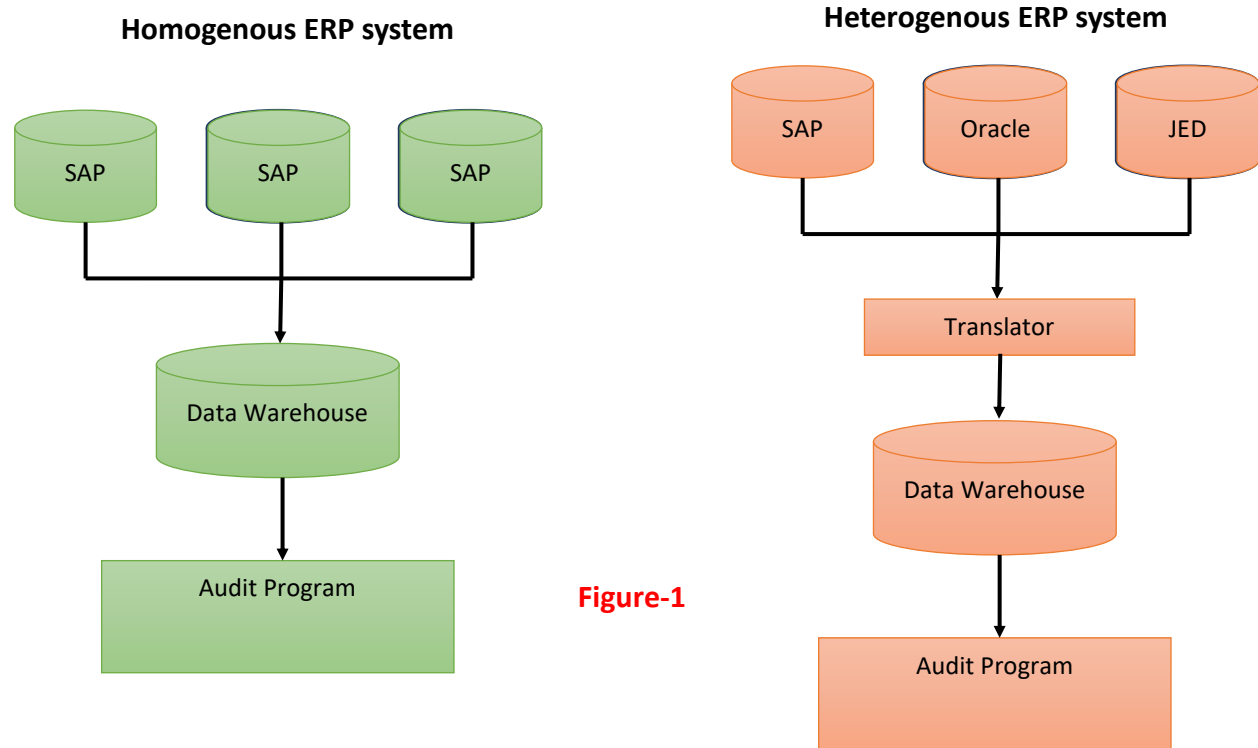 Homogenous ERP system
SAP
SAP
SAP
Data Warehouse
Audit Program
Figure-1
Heterogenous ERP system
SAP
Oracle
JED
Translator
Data Warehouse
Audit Program